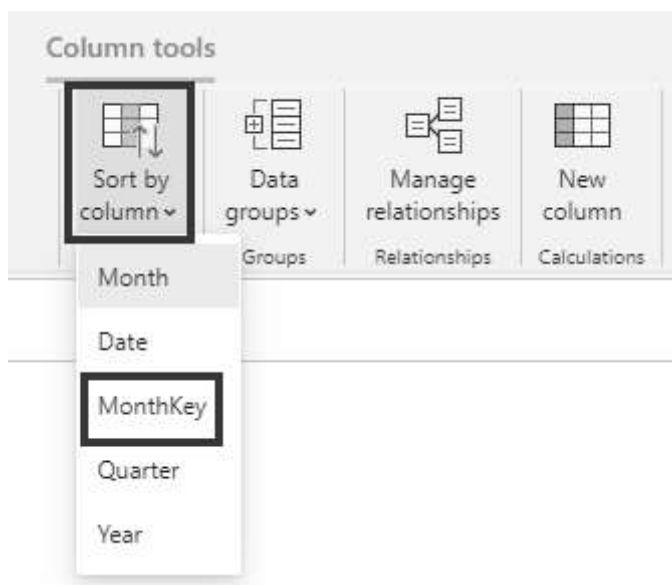 Column tools
Sort by
column
Data
groups
Manage
relationships
New
column
Groups
Relationships
Calculations
Month
Date
MonthKey
Quarter
Year